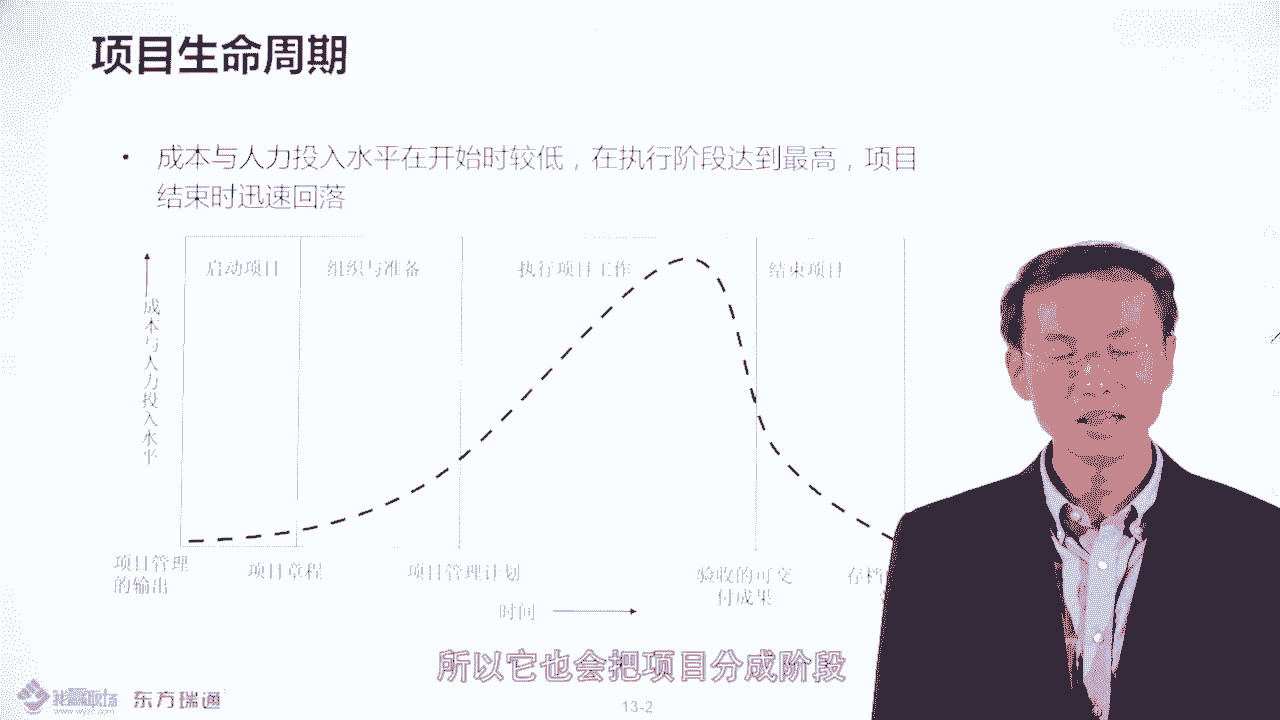 项目生命周期
• 成本与人力投入水平在开始时较低，在执行阶段达到最高，项目
结束时迅速回落
启动项目
组织与准备
执行项目工作
结束项目
成本与人力投入水平
项目管理
的输出
项目章程
项目管理计划
验收的可交
付成果
存档
时间
所以它也会把项目分成阶段
东方瑞通
13-2